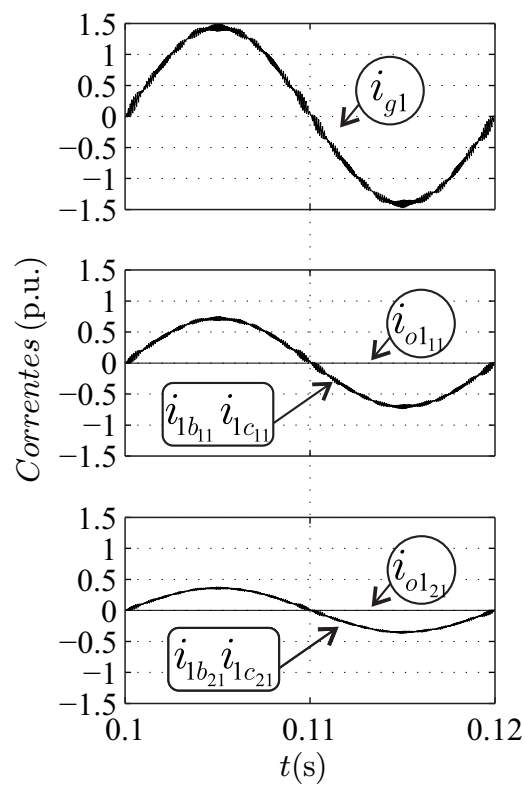 1.5
1
0.5
0
−0.5
−1
−1.5
i_{g1}
1.5
1
0.5
0
−0.5
−1
−1.5
i_{o1_{11}}
i_{1b_{11}} i_{1c_{11}}
Correntes (p.u.)
1.5
1
0.5
0
−0.5
−1
−1.5
i_{o1_{21}}
i_{1b_{21}} i_{1c_{21}}
0.1 0.11 0.12
t(s)